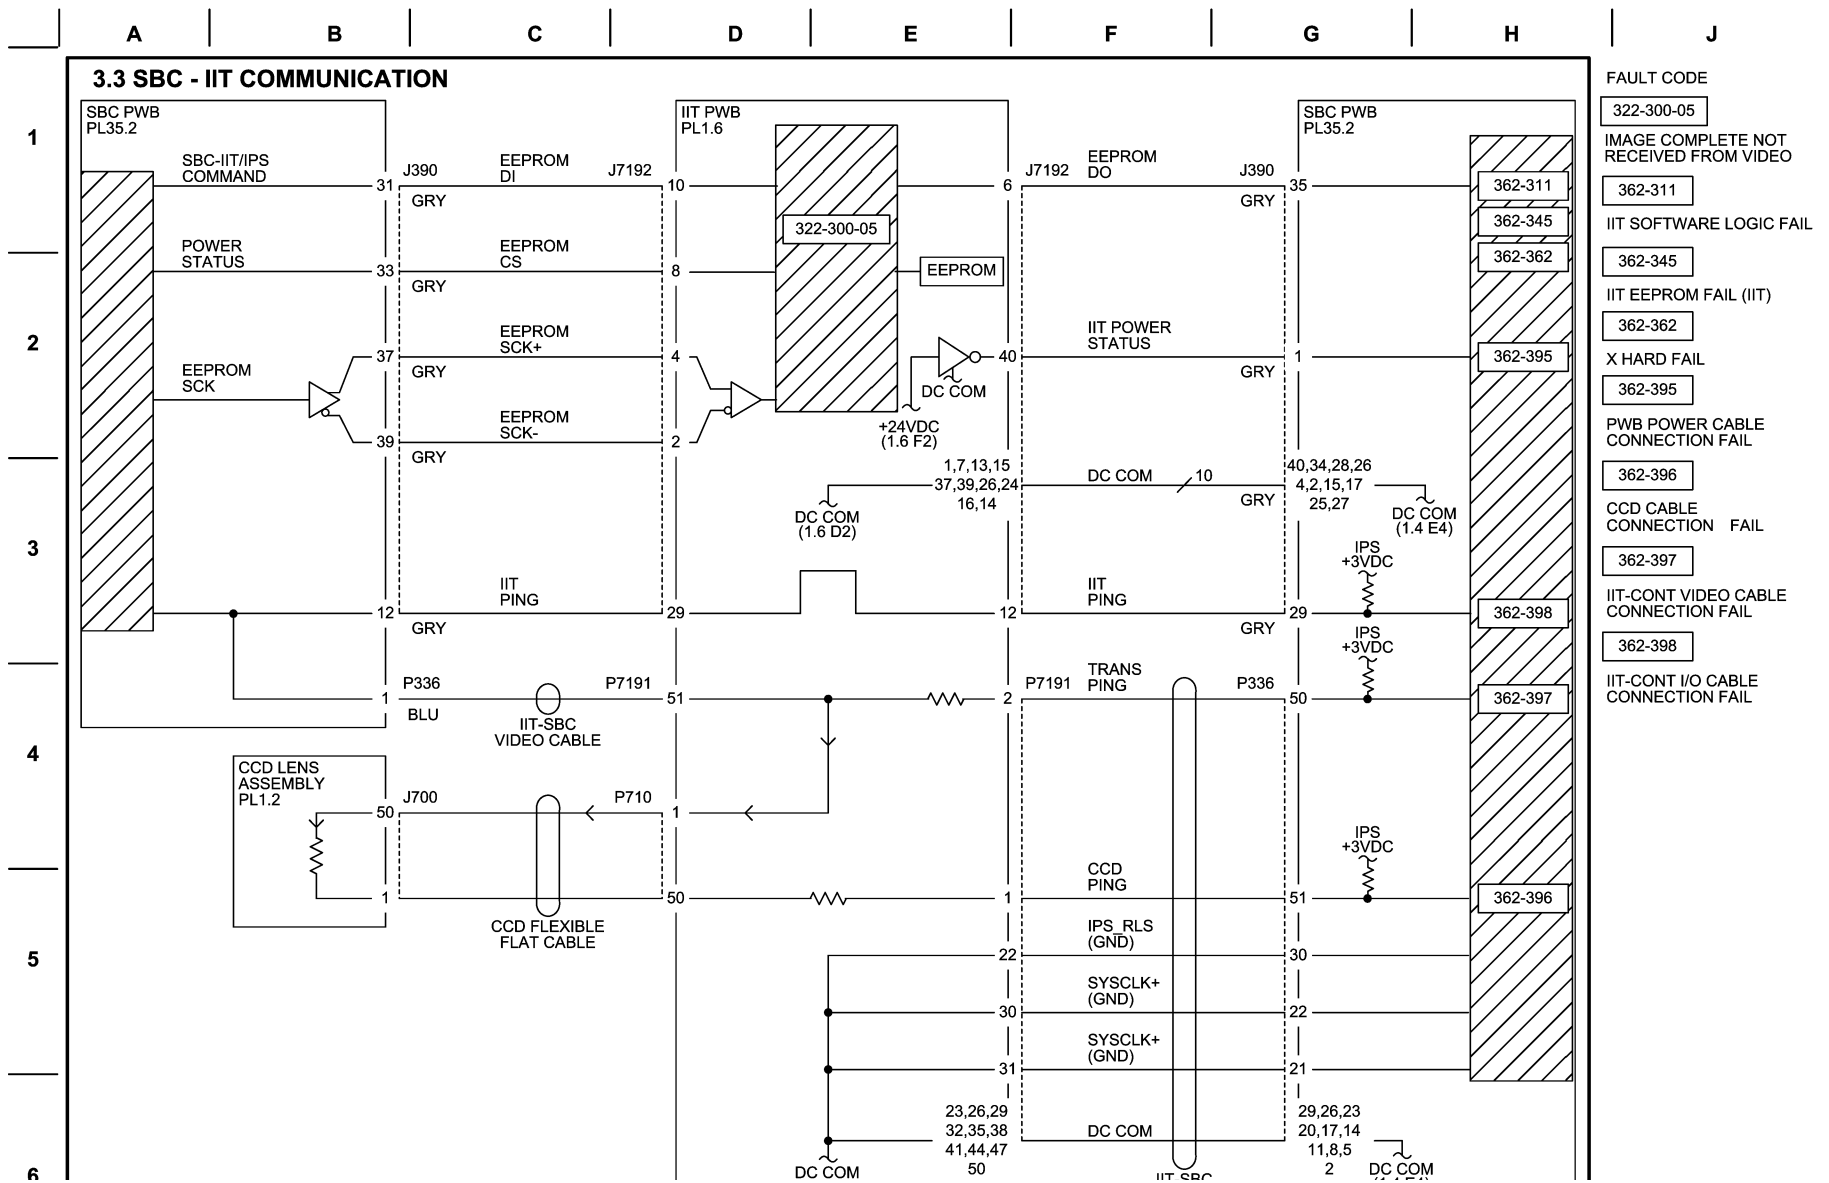 A B C D E F G H J
3.3 SBC - IIT COMMUNICATION
1
2
3
4
5
6
SBC PWB
PL35.2
SBC-IIT/IPS
COMMAND
POWER
STATUS
EEPROM
SCK
31
33
37
39
12
1
J390
GRY
GRY
GRY
GRY
GRY
P336
BLU
EEPROM
DI
EEPROM
CS
EEPROM
SCK+
EEPROM
SCK-
IIT
PING
IIT-SBC
VIDEO CABLE
J7192
10
8
4
2
29
P7191
51
CCD LENS
ASSEMBLY
PL1.2
50
1
J700
P710
1
50
CCD FLEXIBLE
FLAT CABLE
IIT PWB
PL1.6
322-300-05
EEPROM
DC COM
+24VDC
(1.6 F2)
6
40
1,7,13,15
37,39,26,24
16,14
DC COM
(1.6 D2)
12
2
1
22
30
31
23,26,29
32,35,38
41,44,47
50
DC COM
J7192
EEPROM
DO
IIT POWER
STATUS
DC COM
10
IIT
PING
P7191
TRANS
PING
CCD
PING
IPS_RLS
(GND)
SYSCLK+
(GND)
SYSCLK+
(GND)
DC COM
IIT-SBC
J390
GRY
GRY
GRY
GRY
P336
SBC PWB
PL35.2
35
1
40,34,28,26
4,2,15,17
25,27
DC COM
(1.4 E4)
IPS
+3VDC
29
IPS
+3VDC
50
IPS
+3VDC
51
30
22
21
29,26,23
20,17,14
11,8,5
2
DC COM
(1.4 E4)
362-311
362-345
362-362
362-395
362-398
362-397
362-396
FAULT CODE
322-300-05
IMAGE COMPLETE NOT
RECEIVED FROM VIDEO
362-311
IIT SOFTWARE LOGIC FAIL
362-345
IIT EEPROM FAIL (IIT)
362-362
X HARD FAIL
362-395
PWB POWER CABLE
CONNECTION FAIL
362-396
CCD CABLE
CONNECTION FAIL
362-397
IIT-CONT VIDEO CABLE
CONNECTION FAIL
362-398
IIT-CONT I/O CABLE
CONNECTION FAIL